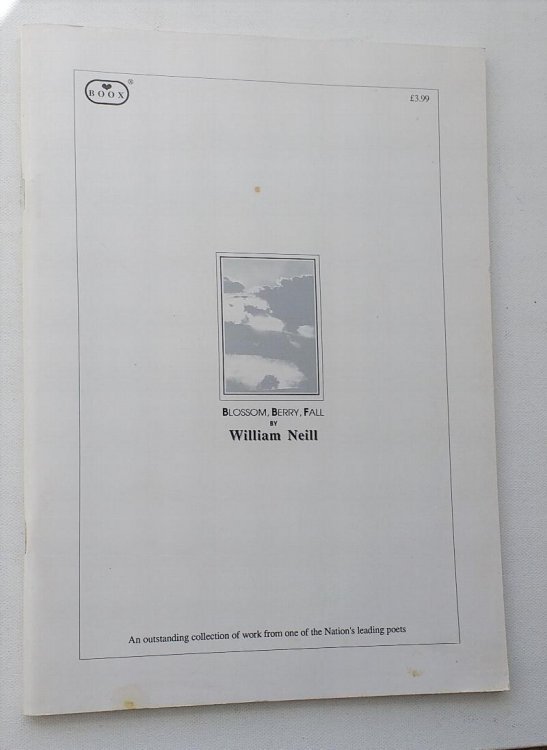 BOOX ®
£3.99
BLOSSOM, BERRY, FALL
BY
William Neill
An outstanding collection of work from one of the Nation's leading poets